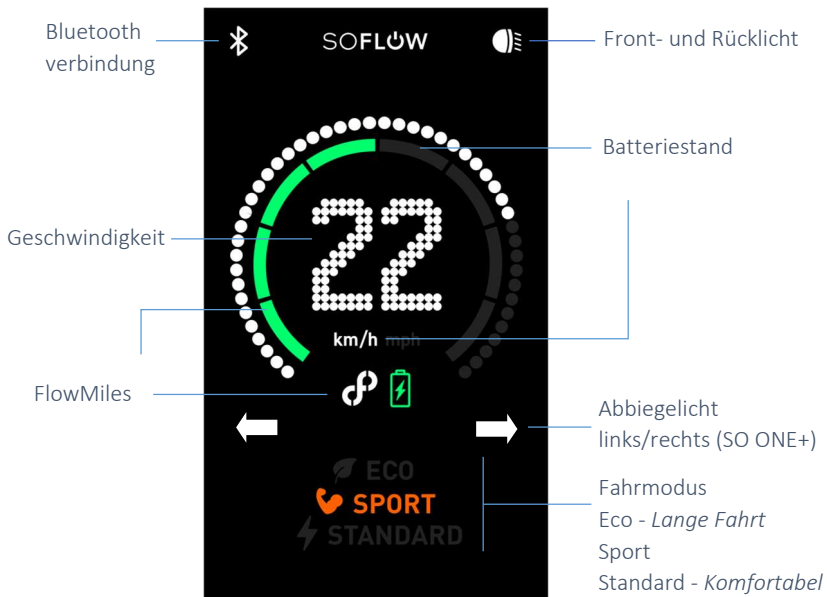 Bluetooth
verbindung
SOFLOW
Front- und Rücklicht
Batteriestand
Geschwindigkeit
22
km/h mph
FlowMiles
Abbiegelicht
links/rechts (SO ONE+)
ECO
SPORT
STANDARD
Fahrmodus
Eco - Lange Fahrt
Sport
Standard - Komfortabel